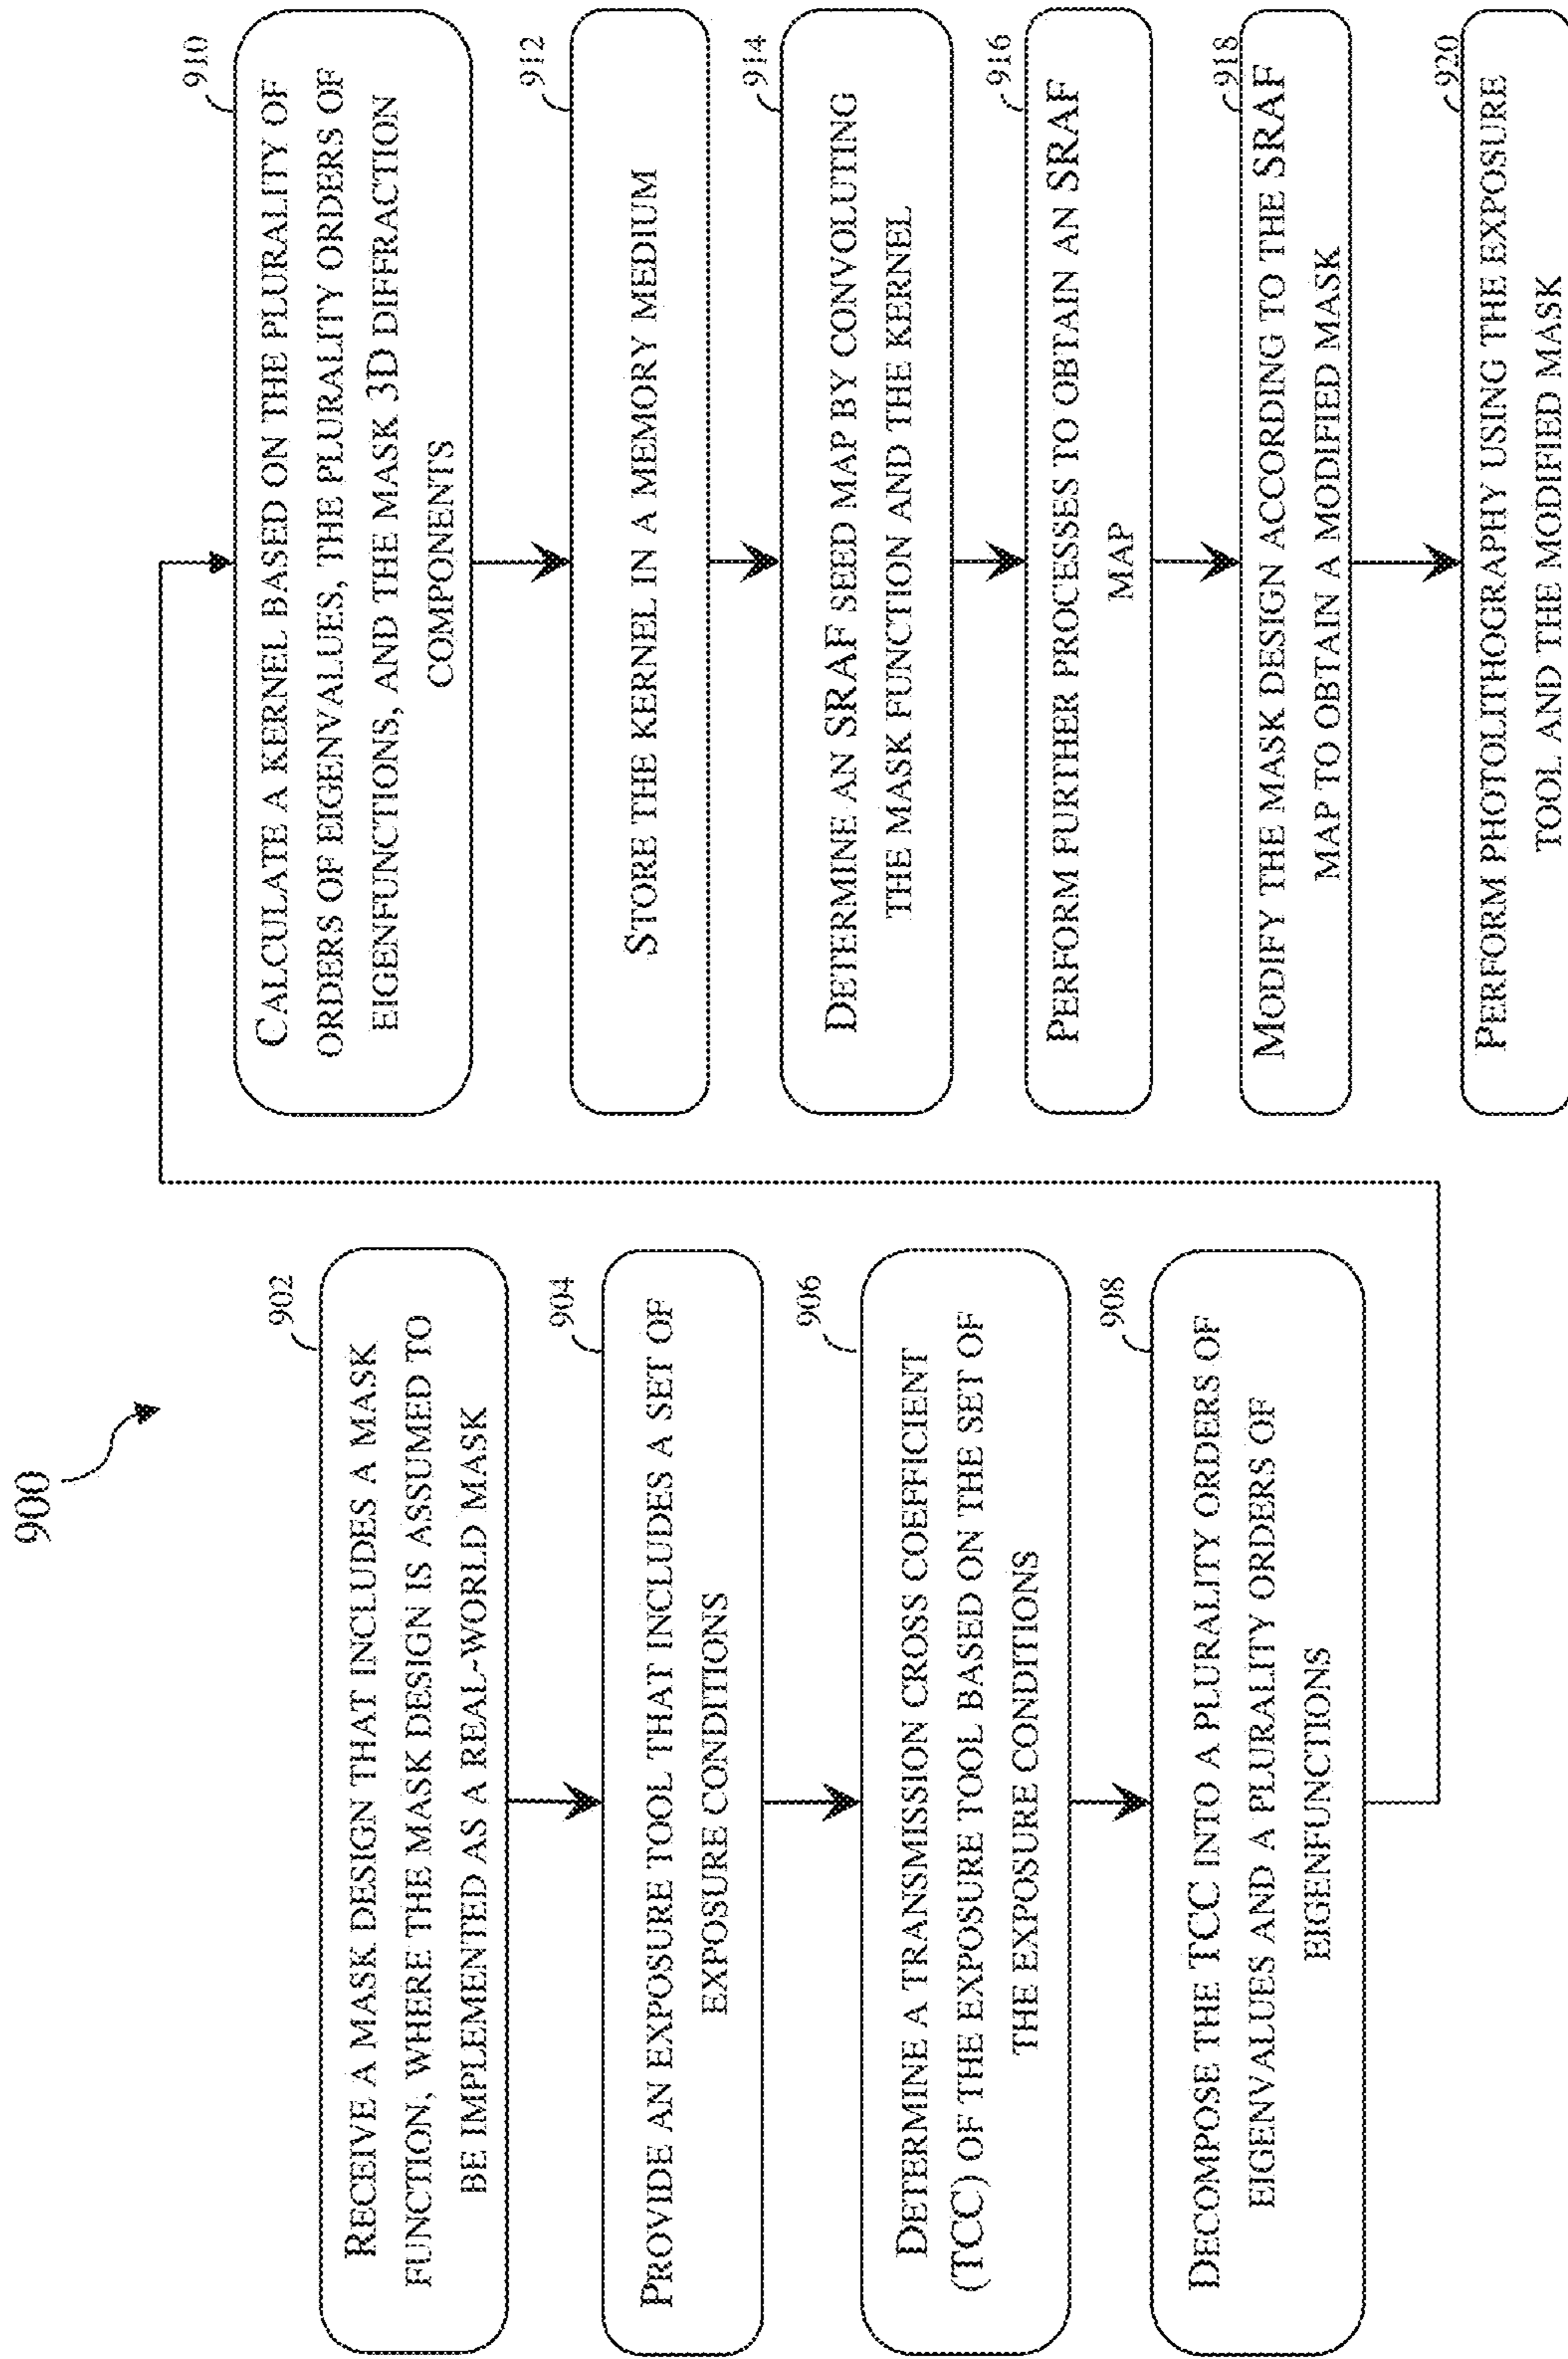 900
902
RECEIVE A MASK DESIGN THAT INCLUDES A MASK
FUNCTION, WHERE THE MASK DESIGN IS ASSUMED TO
BE IMPLEMENTED AS A REAL-WORLD MASK
904
PROVIDE AN EXPOSURE TOOL THAT INCLUDES A SET OF
EXPOSURE CONDITIONS
906
DETERMINE A TRANSMISSION CROSS COEFFICIENT
(TCC) OF THE EXPOSURE TOOL BASED ON THE SET OF
THE EXPOSURE CONDITIONS
908
DECOMPOSE THE TCC INTO A PLURALITY ORDERS OF
EIGENVALUES AND A PLURALITY ORDERS OF
EIGENFUNCTIONS
910
CALCULATE A KERNEL BASED ON THE PLURALITY OF
ORDERS OF EIGENVALUES, THE PLURALITY ORDERS OF
EIGENFUNCTIONS, AND THE MASK 3D DIFFRACTION
COMPONENTS
912
STORE THE KERNEL IN A MEMORY MEDIUM
914
DETERMINE AN SRAF SEED MAP BY CONVOLUTING
THE MASK FUNCTION AND THE KERNEL
916
PERFORM FURTHER PROCESSES TO OBTAIN AN SRAF
MAP
918
MODIFY THE MASK DESIGN ACCORDING TO THE SRAF
MAP TO OBTAIN A MODIFIED MASK
920
PERFORM PHOTOLITHOGRAPHY USING THE EXPOSURE
TOOL AND THE MODIFIED MASK